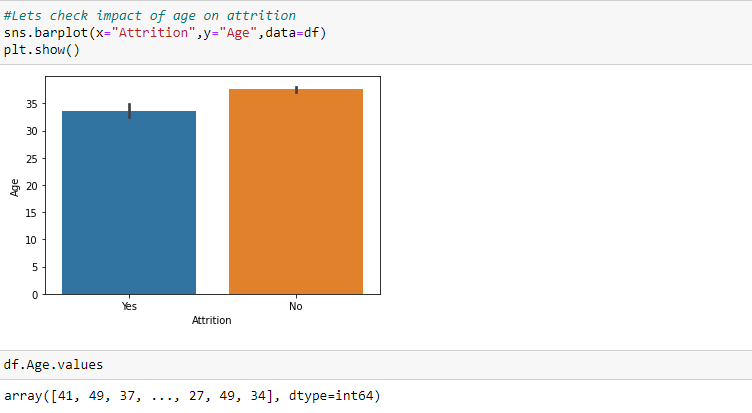 #Lets check impact of age on attrition
sns.barplot(x="Attrition",y="Age",data=df)
plt.show()
35
30
25
20
15
10
5
0
Age
Yes No
Attrition
df.Age.values
array([41, 49, 37, ..., 27, 49, 34], dtype=int64)